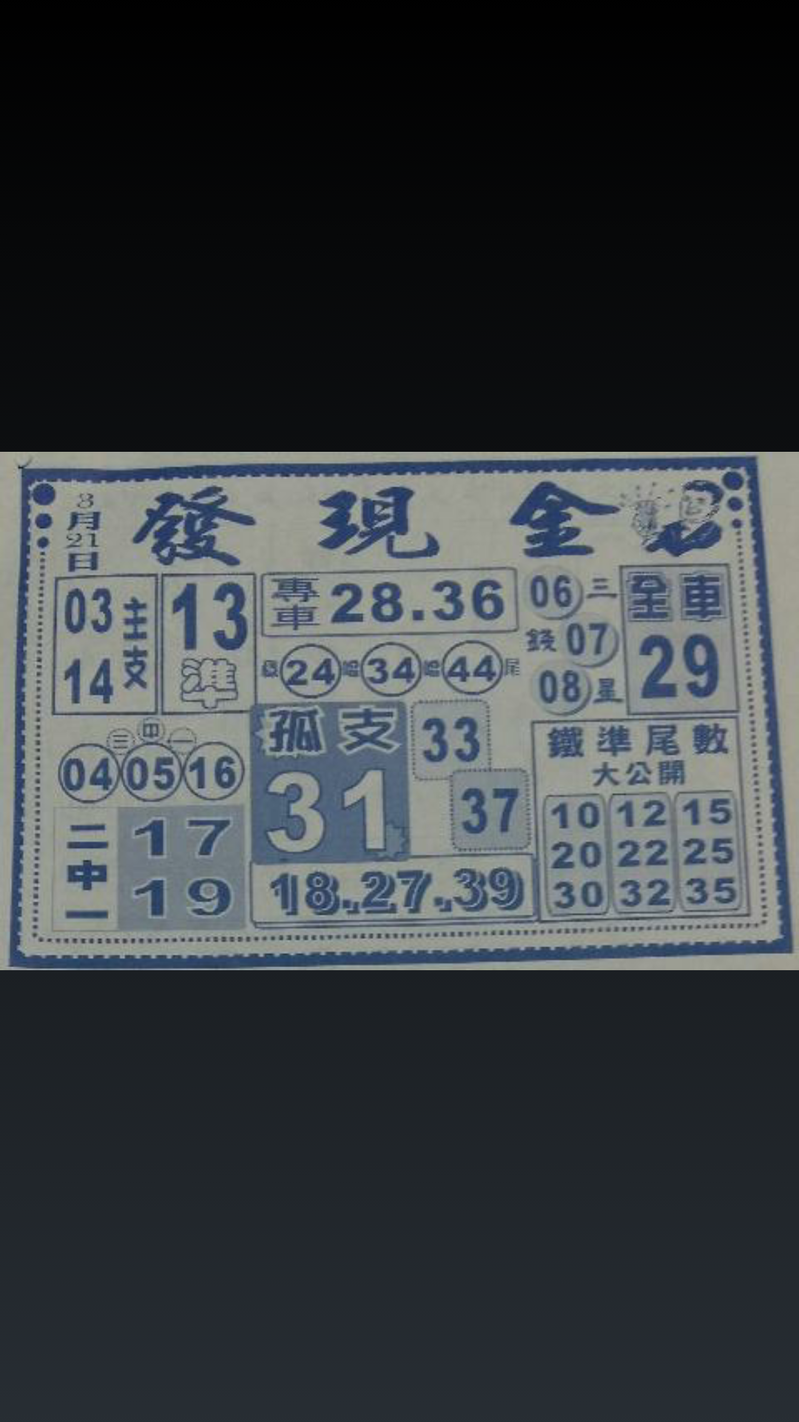 8月21日
發現金
03 14 主支
13 準
專車 28.36
06 三
錢 07
08 星
全車 29
24 34 44 尾
三中一
04 05 16
孤支 31
33
37
鐵準尾數
大公開
10 12 15
20 22 25
30 32 35
二中一 17 19
18.27.39